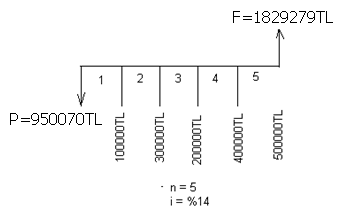 F=1829279TL
1 2 3 4 5
P=950070TL
100000TL 300000TL 200000TL 400000TL 500000TL
n = 5
i = %14